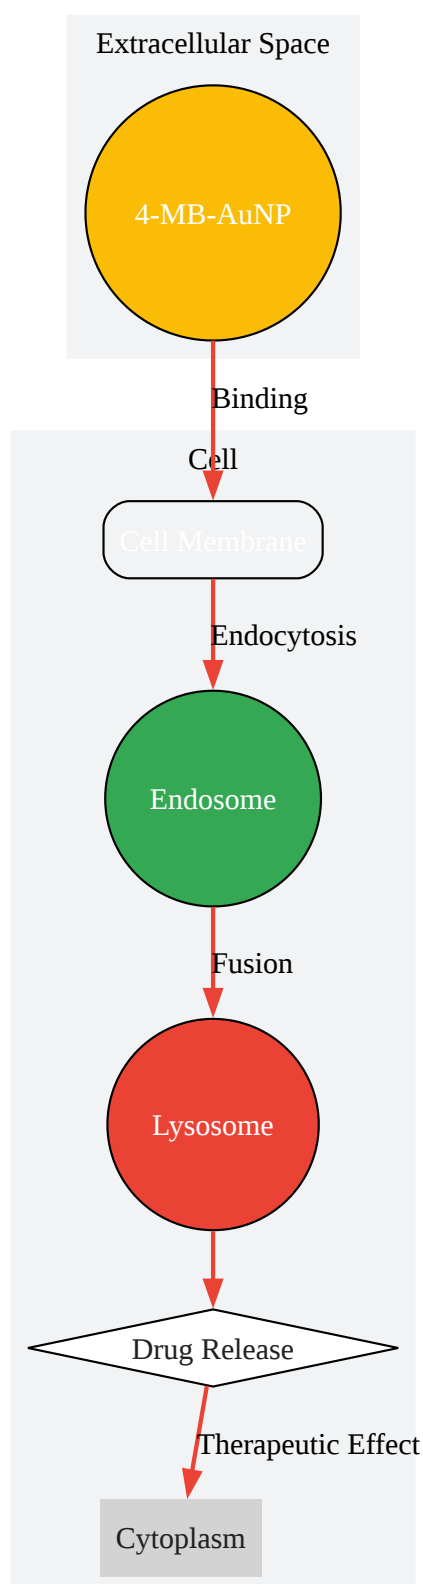 Extracellular Space
4-MB-AuNP
Binding
Cell
Cell Membrane
Endocytosis
Endosome
Fusion
Lysosome
Drug Release
Therapeutic Effect
Cytoplasm